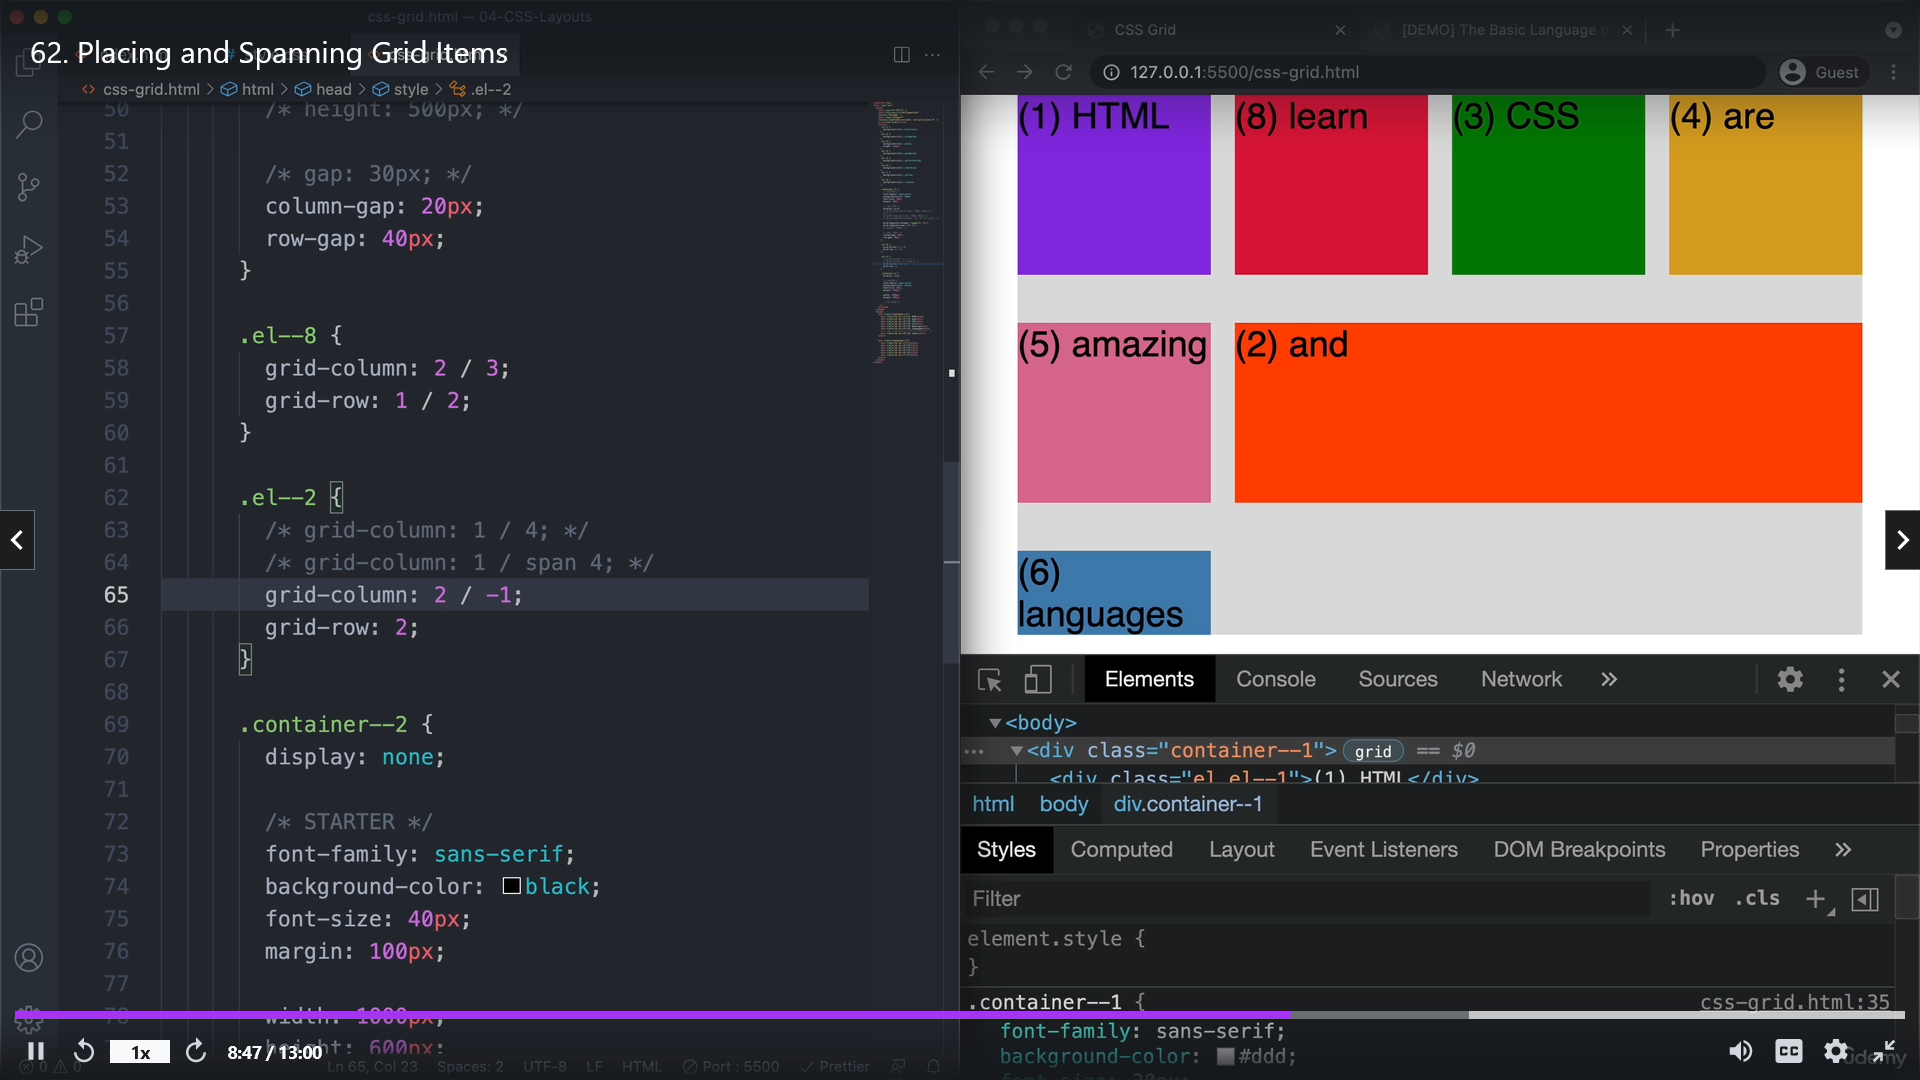 css-grid.html — 04-CSS-Layouts
62. Placing and Spanning Grid Items
css-grid.html > html > head > style > .el--2
50 /* height: 500px; */
51
52 /* gap: 30px; */
53 column-gap: 20px;
54 row-gap: 40px;
55 }
56
57 .el--8 {
58 grid-column: 2 / 3;
59 grid-row: 1 / 2;
60 }
61
62 .el--2 {
63 /* grid-column: 1 / 4; */
64 /* grid-column: 1 / span 4; */
65 grid-column: 2 / -1;
66 grid-row: 2;
67 }
68
69 .container--2 {
70 display: none;
71
72 /* STARTER */
73 font-family: sans-serif;
74 background-color: black;
75 font-size: 40px;
76 margin: 100px;
77
78 width: 1000px;
height: 600px;
1x
8:47 / 13:00
0 0
Ln 65, Col 23 Spaces: 2 UTF-8 LF HTML Port : 5500 Prettier
CSS Grid
[DEMO] The Basic Language o
127.0.0.1:5500/css-grid.html
Guest
(1) HTML
(8) learn
(3) CSS
(4) are
(5) amazing
(2) and
(6)
languages
Elements Console Sources Network »
<body>
<div class="container--1"> grid == $0
<div class="el el--1">(1) HTML</div>
html body div.container--1
Styles Computed Layout Event Listeners DOM Breakpoints Properties »
Filter :hov .cls +
element.style {
}
.container--1 { css-grid.html:35
font-family: sans-serif;
background-color: #ddd;
font-size: 30px;
CC
udemy